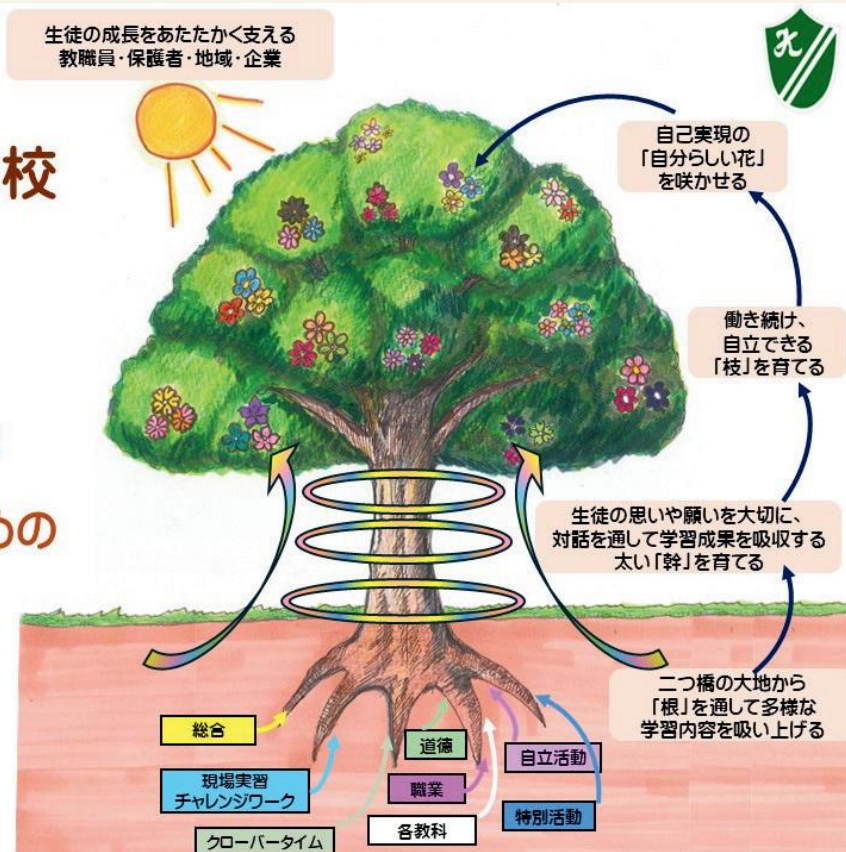 生徒の成長をあたたかく支える
教職員・保護者・地域・企業
校
めの
自己実現の
「自分らしい花」
を咲かせる
働き続け、
自立できる
「枝」を育てる
生徒の思いや願いを大切に、
対話を通して学習成果を吸収する
太い「幹」を育てる
二つ橋の大地から
「根」を通して多様な
学習内容を吸い上げる
総合
現場実習
チャレンジワーク
クローバータイム
道徳
職業
各教科
自立活動
特別活動